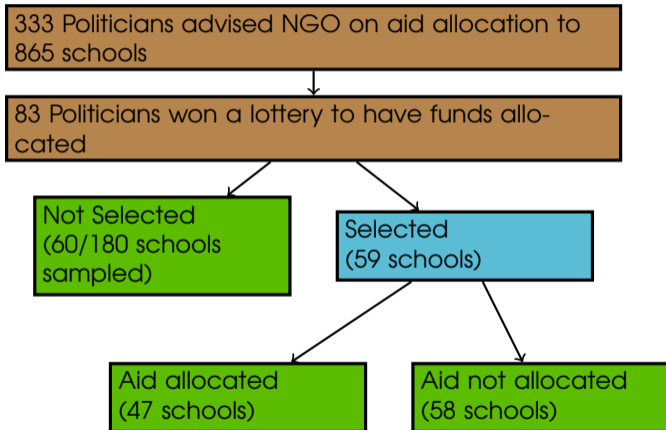 333 Politicians advised NGO on aid allocation to
865 schools
83 Politicians won a lottery to have funds allo-
cated
Not Selected
(60/180 schools
sampled)
Selected
(59 schools)
Aid allocated
(47 schools)
Aid not allocated
(58 schools)